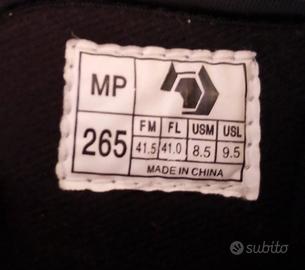 MP
265
FM FL USM USL
41.5 41.0 8.5 9.5
MADE IN CHINA
subito